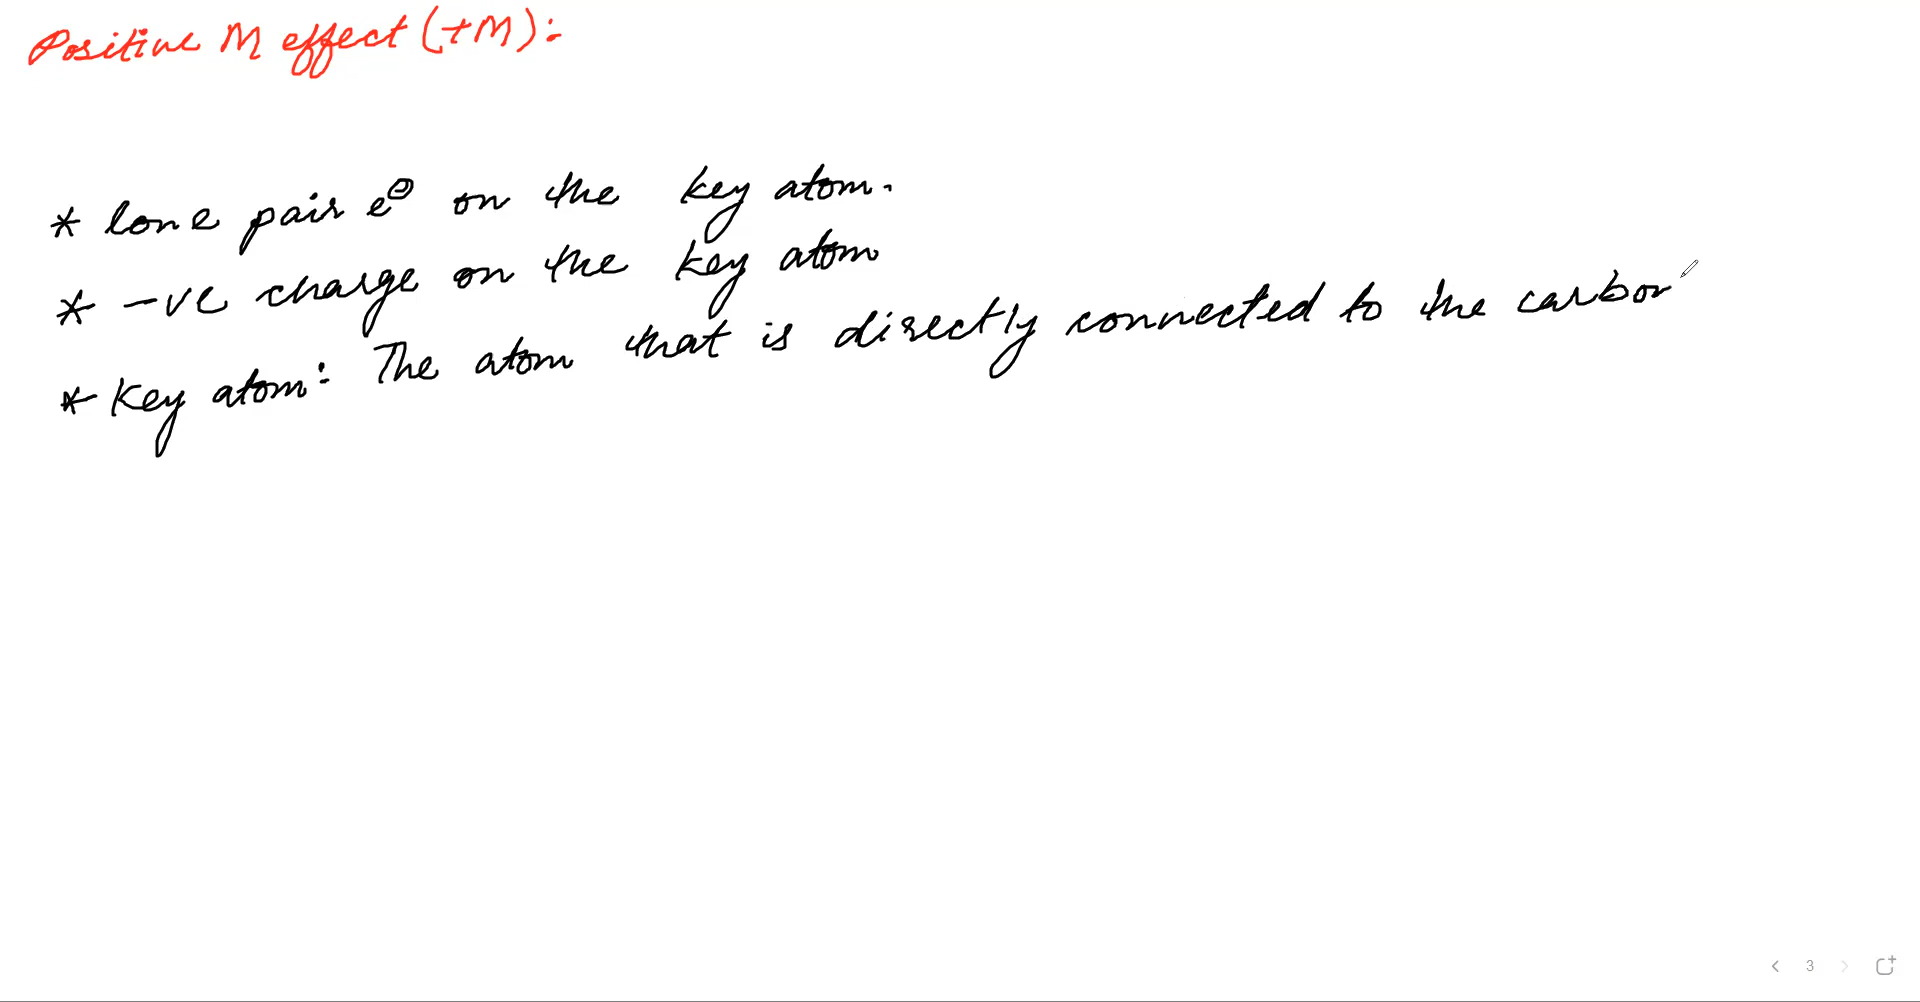 Positive M effect (+M):
* lone pair e⊖ on the key atom.
* -ve charge on the key atom
* Key atom: The atom that is directly connected to the carbon
3